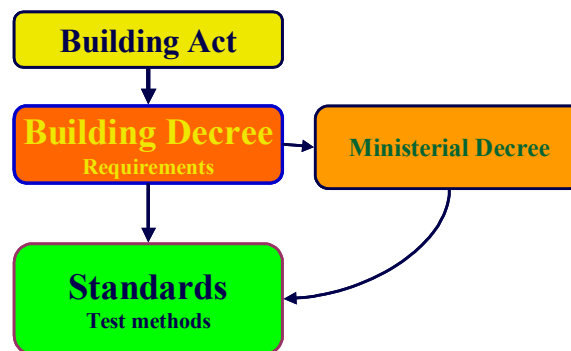 Building Act
Building Decree
Requirements
Ministerial Decree
Standards
Test methods